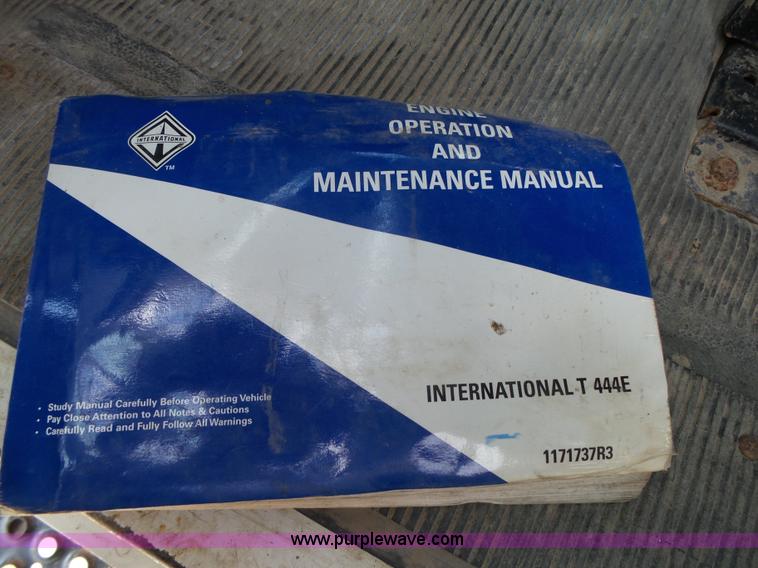 ENGINE
OPERATION
AND
MAINTENANCE MANUAL
INTERNATIONAL
TM
INTERNATIONAL T 444E
• Study Manual Carefully Before Operating Vehicle
• Pay Close Attention to All Notes & Cautions
• Carefully Read and Fully Follow All Warnings
1171737R3
www.purplewave.com